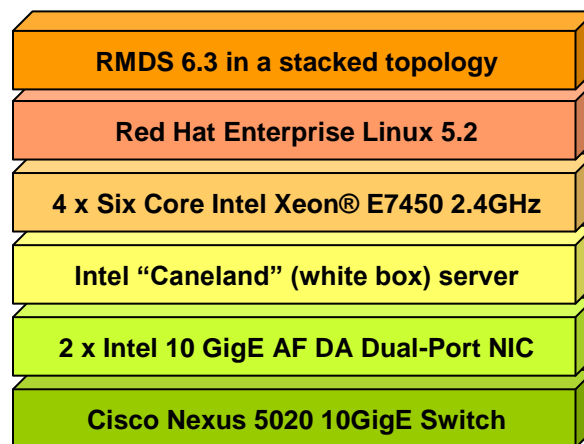 RMDS 6.3 in a stacked topology
Red Hat Enterprise Linux 5.2
4 x Six Core Intel Xeon® E7450 2.4GHz
Intel “Caneland” (white box) server
2 x Intel 10 GigE AF DA Dual-Port NIC
Cisco Nexus 5020 10GigE Switch